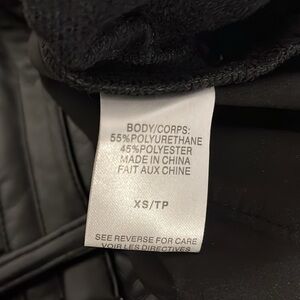 BODY/CORPS:
55%POLYURETHANE
45%POLYESTER
MADE IN CHINA
FAIT AUX CHINE
XS/TP
SEE REVERSE FOR CARE
VOIR LES DIRECTIVES